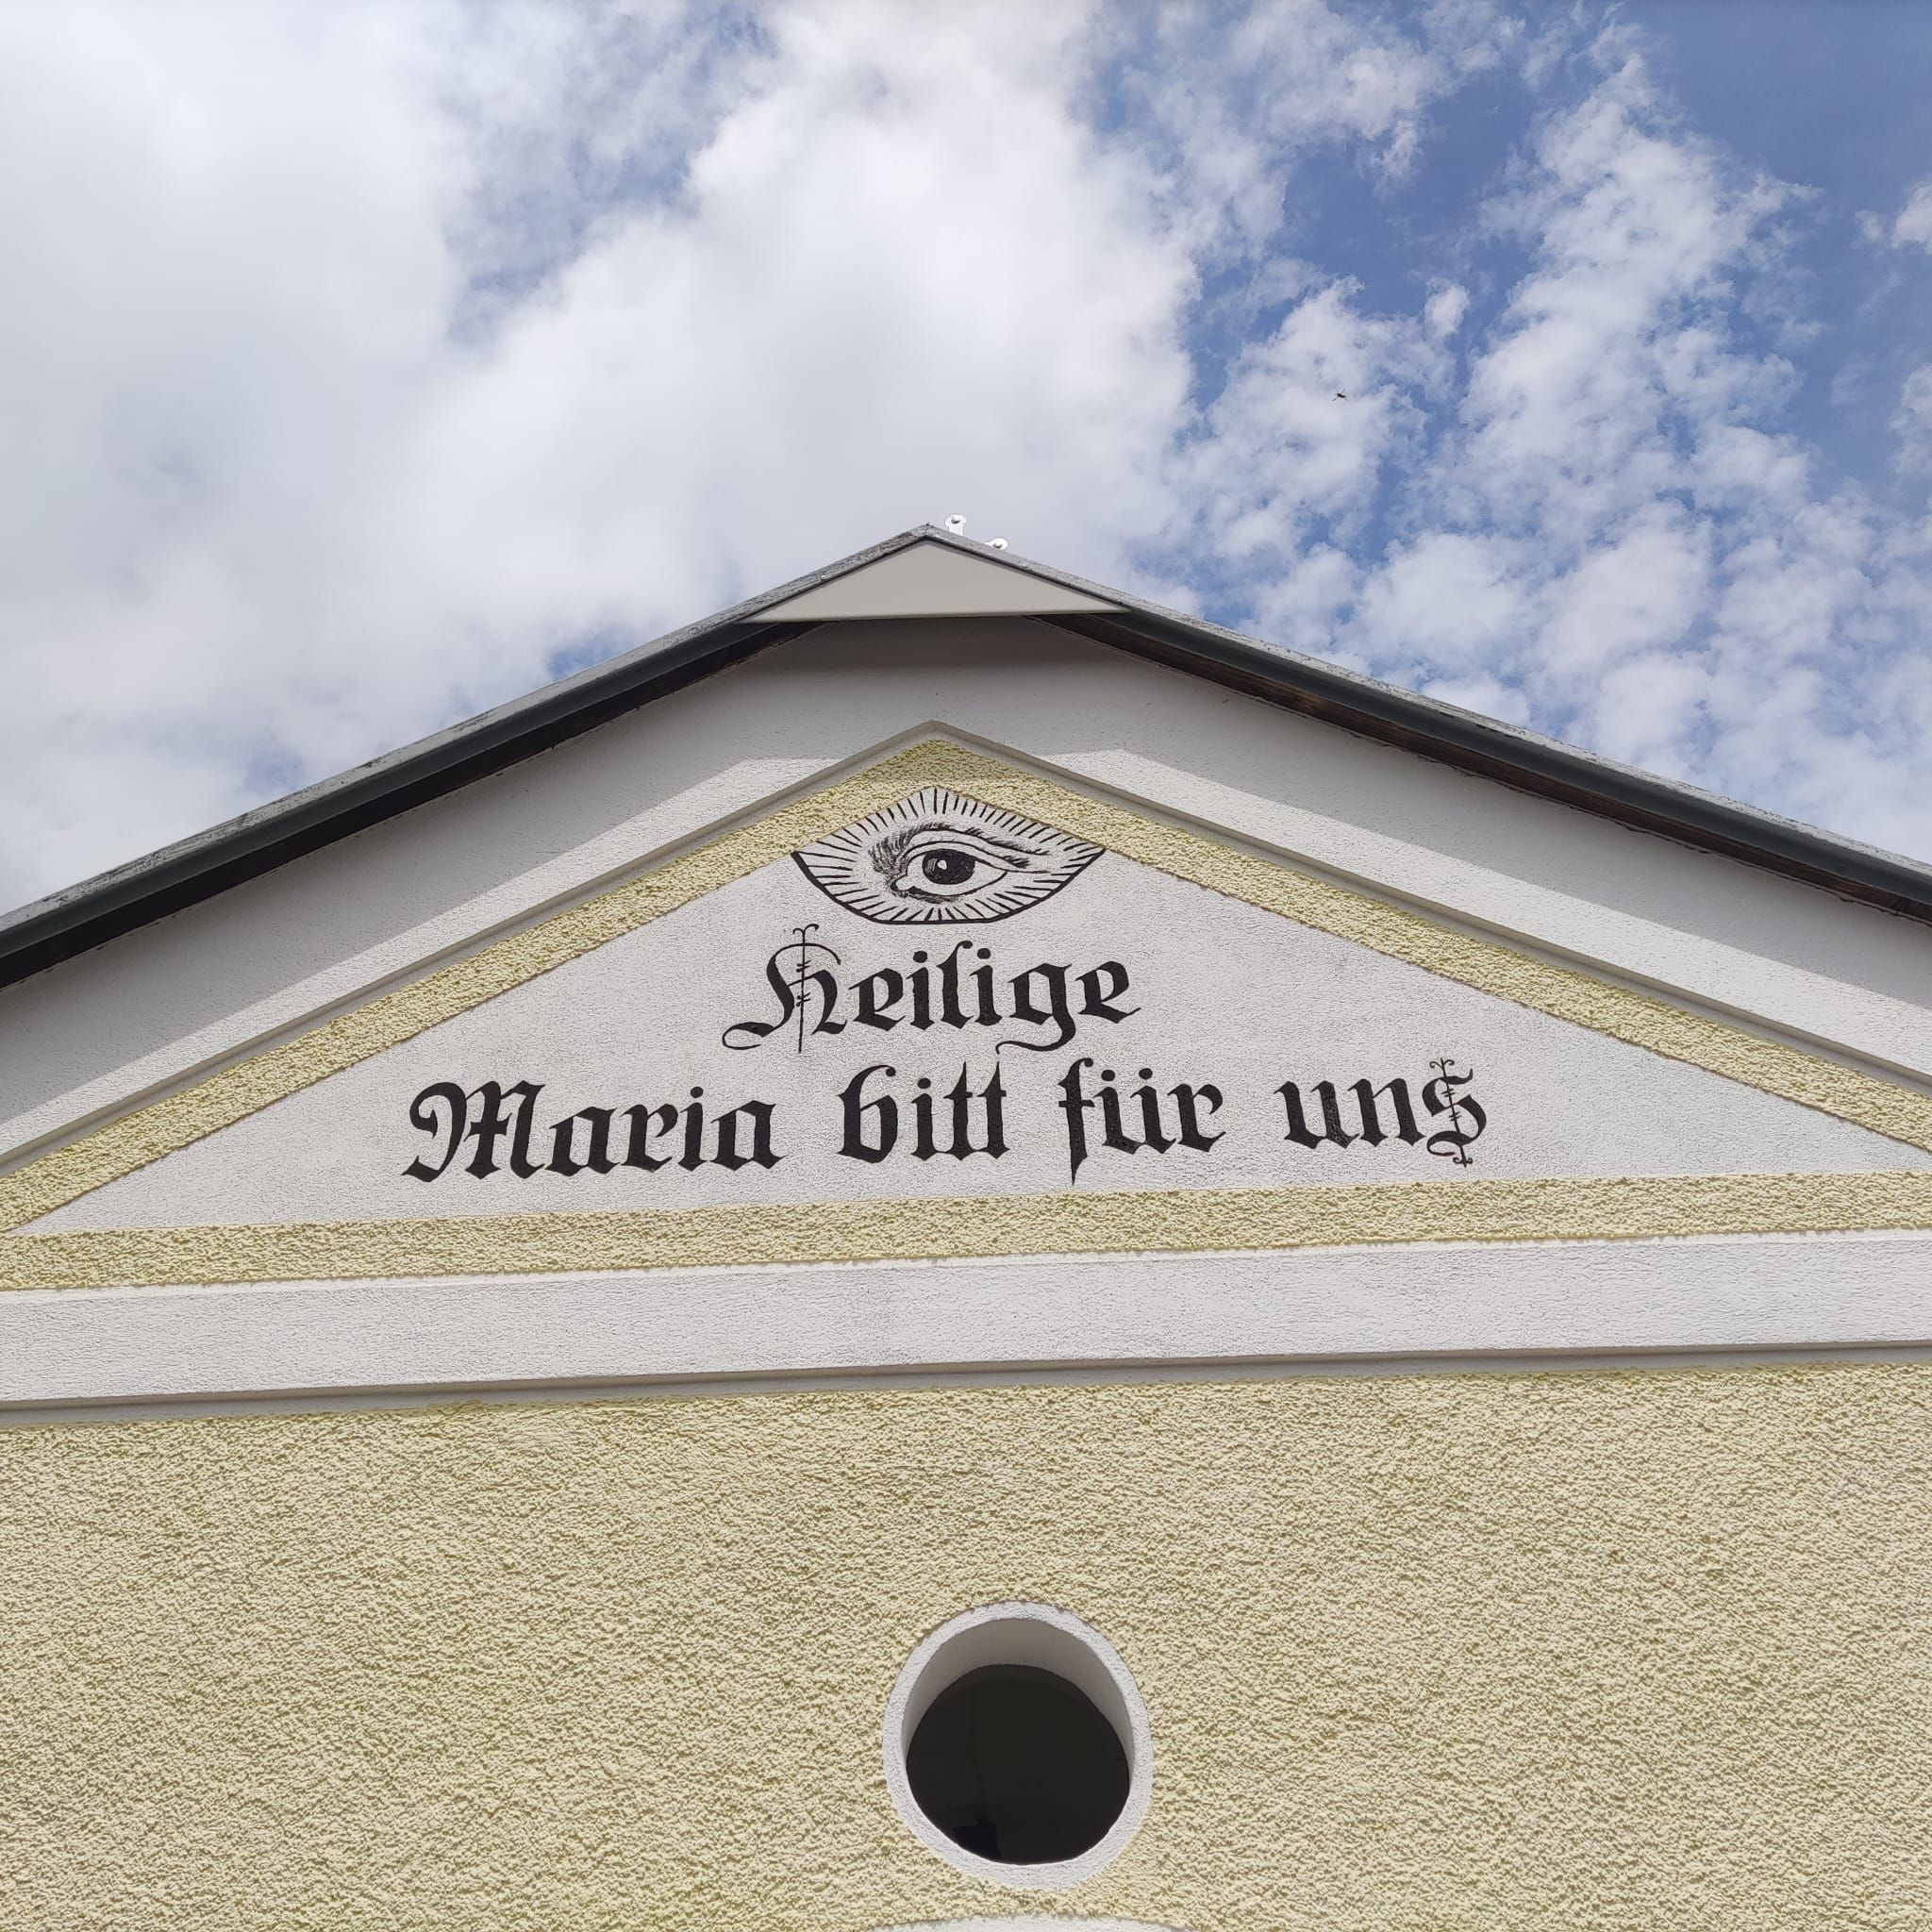 Heilige
Maria bitt für uns